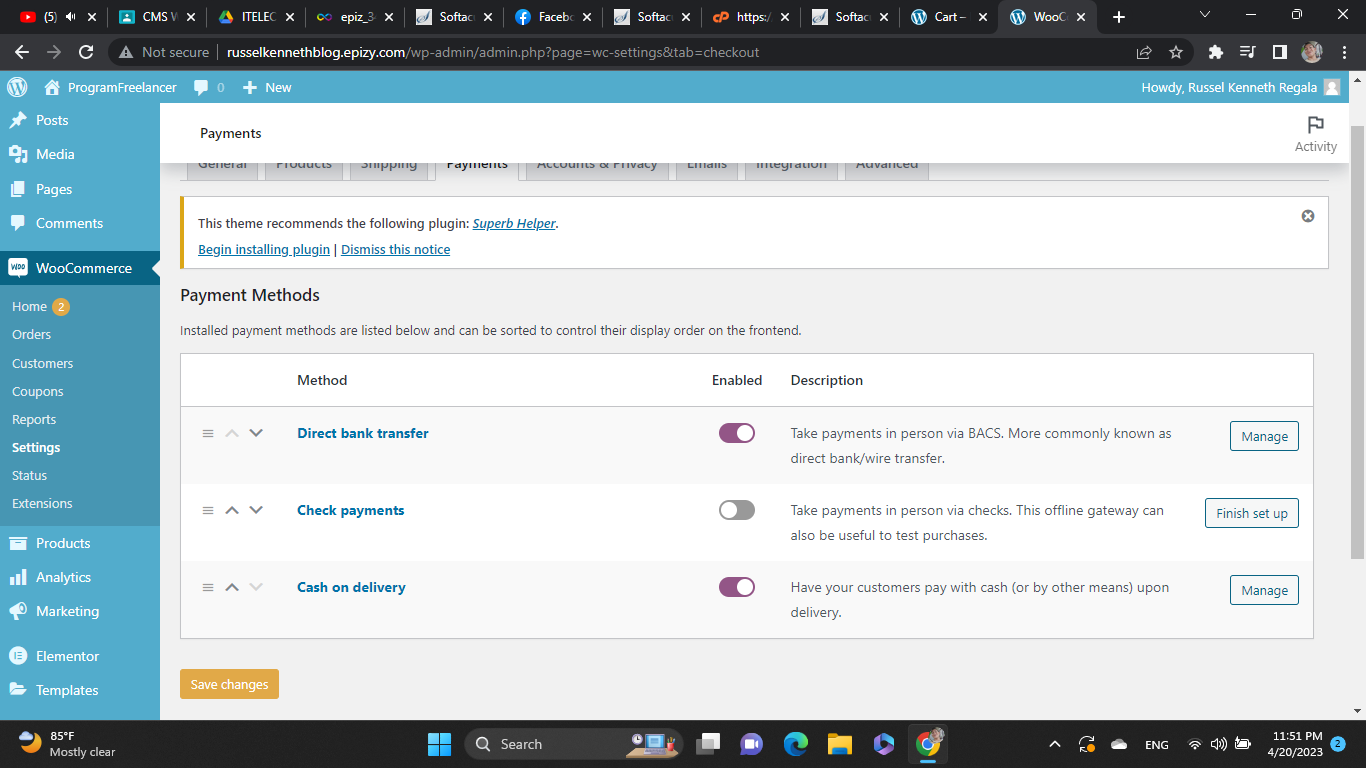 (5)
CMS W
ITELEC
epiz_3
Softac
Facebo
Softac
https:/
Softac
Cart –
WooCo
Not secure
russelkennethblog.epizy.com/wp-admin/admin.php?page=wc-settings&tab=checkout
ProgramFreelancer
0
New
Howdy, Russel Kenneth Regala
Posts
Media
Pages
Comments
WooCommerce
Home 2
Orders
Customers
Coupons
Reports
Settings
Status
Extensions
Products
Analytics
Marketing
Elementor
Templates
Payments
Activity
General
Products
Shipping
Payments
Accounts & Privacy
Emails
Integration
Advanced
This theme recommends the following plugin: Superb Helper.
Begin installing plugin | Dismiss this notice
Payment Methods
Installed payment methods are listed below and can be sorted to control their display order on the frontend.
Method
Enabled
Description
Direct bank transfer
Take payments in person via BACS. More commonly known as
direct bank/wire transfer.
Manage
Check payments
Take payments in person via checks. This offline gateway can
also be useful to test purchases.
Finish set up
Cash on delivery
Have your customers pay with cash (or by other means) upon
delivery.
Manage
Save changes
85°F
Mostly clear
Search
ENG
11:51 PM
4/20/2023
2